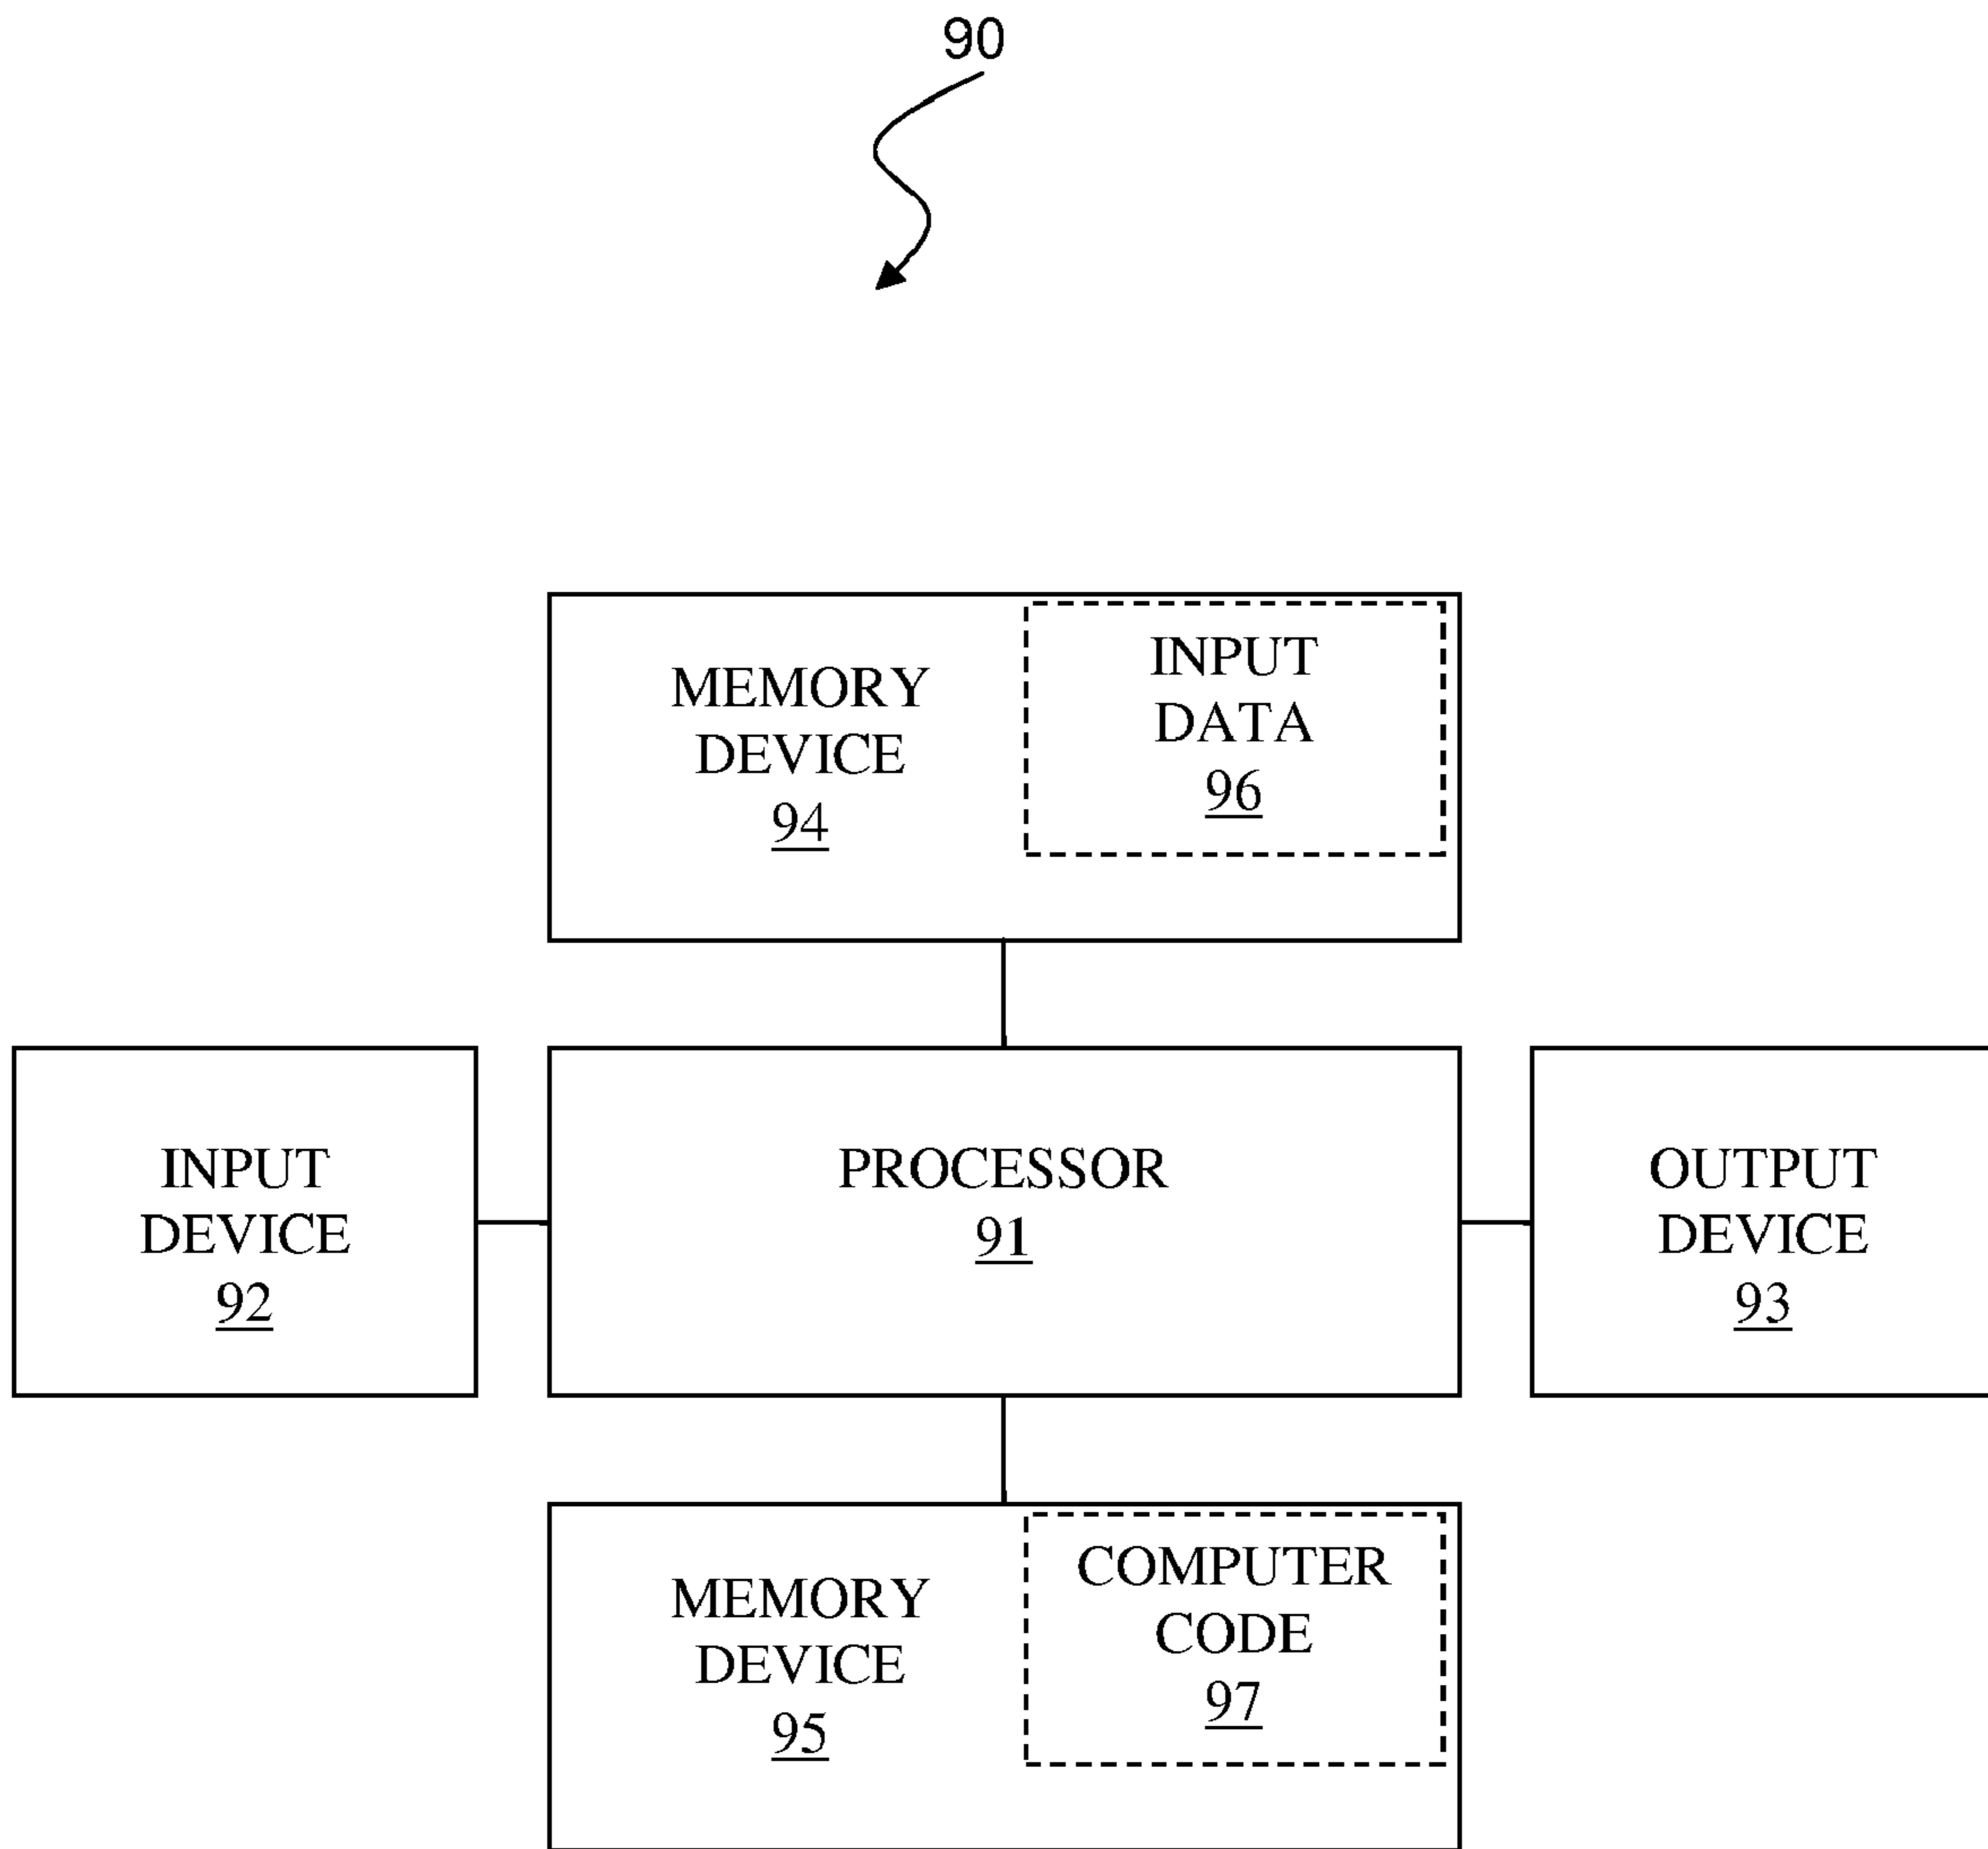 90
MEMORY
DEVICE
94
INPUT
DATA
96
INPUT
DEVICE
92
PROCESSOR
91
OUTPUT
DEVICE
93
MEMORY
DEVICE
95
COMPUTER
CODE
97